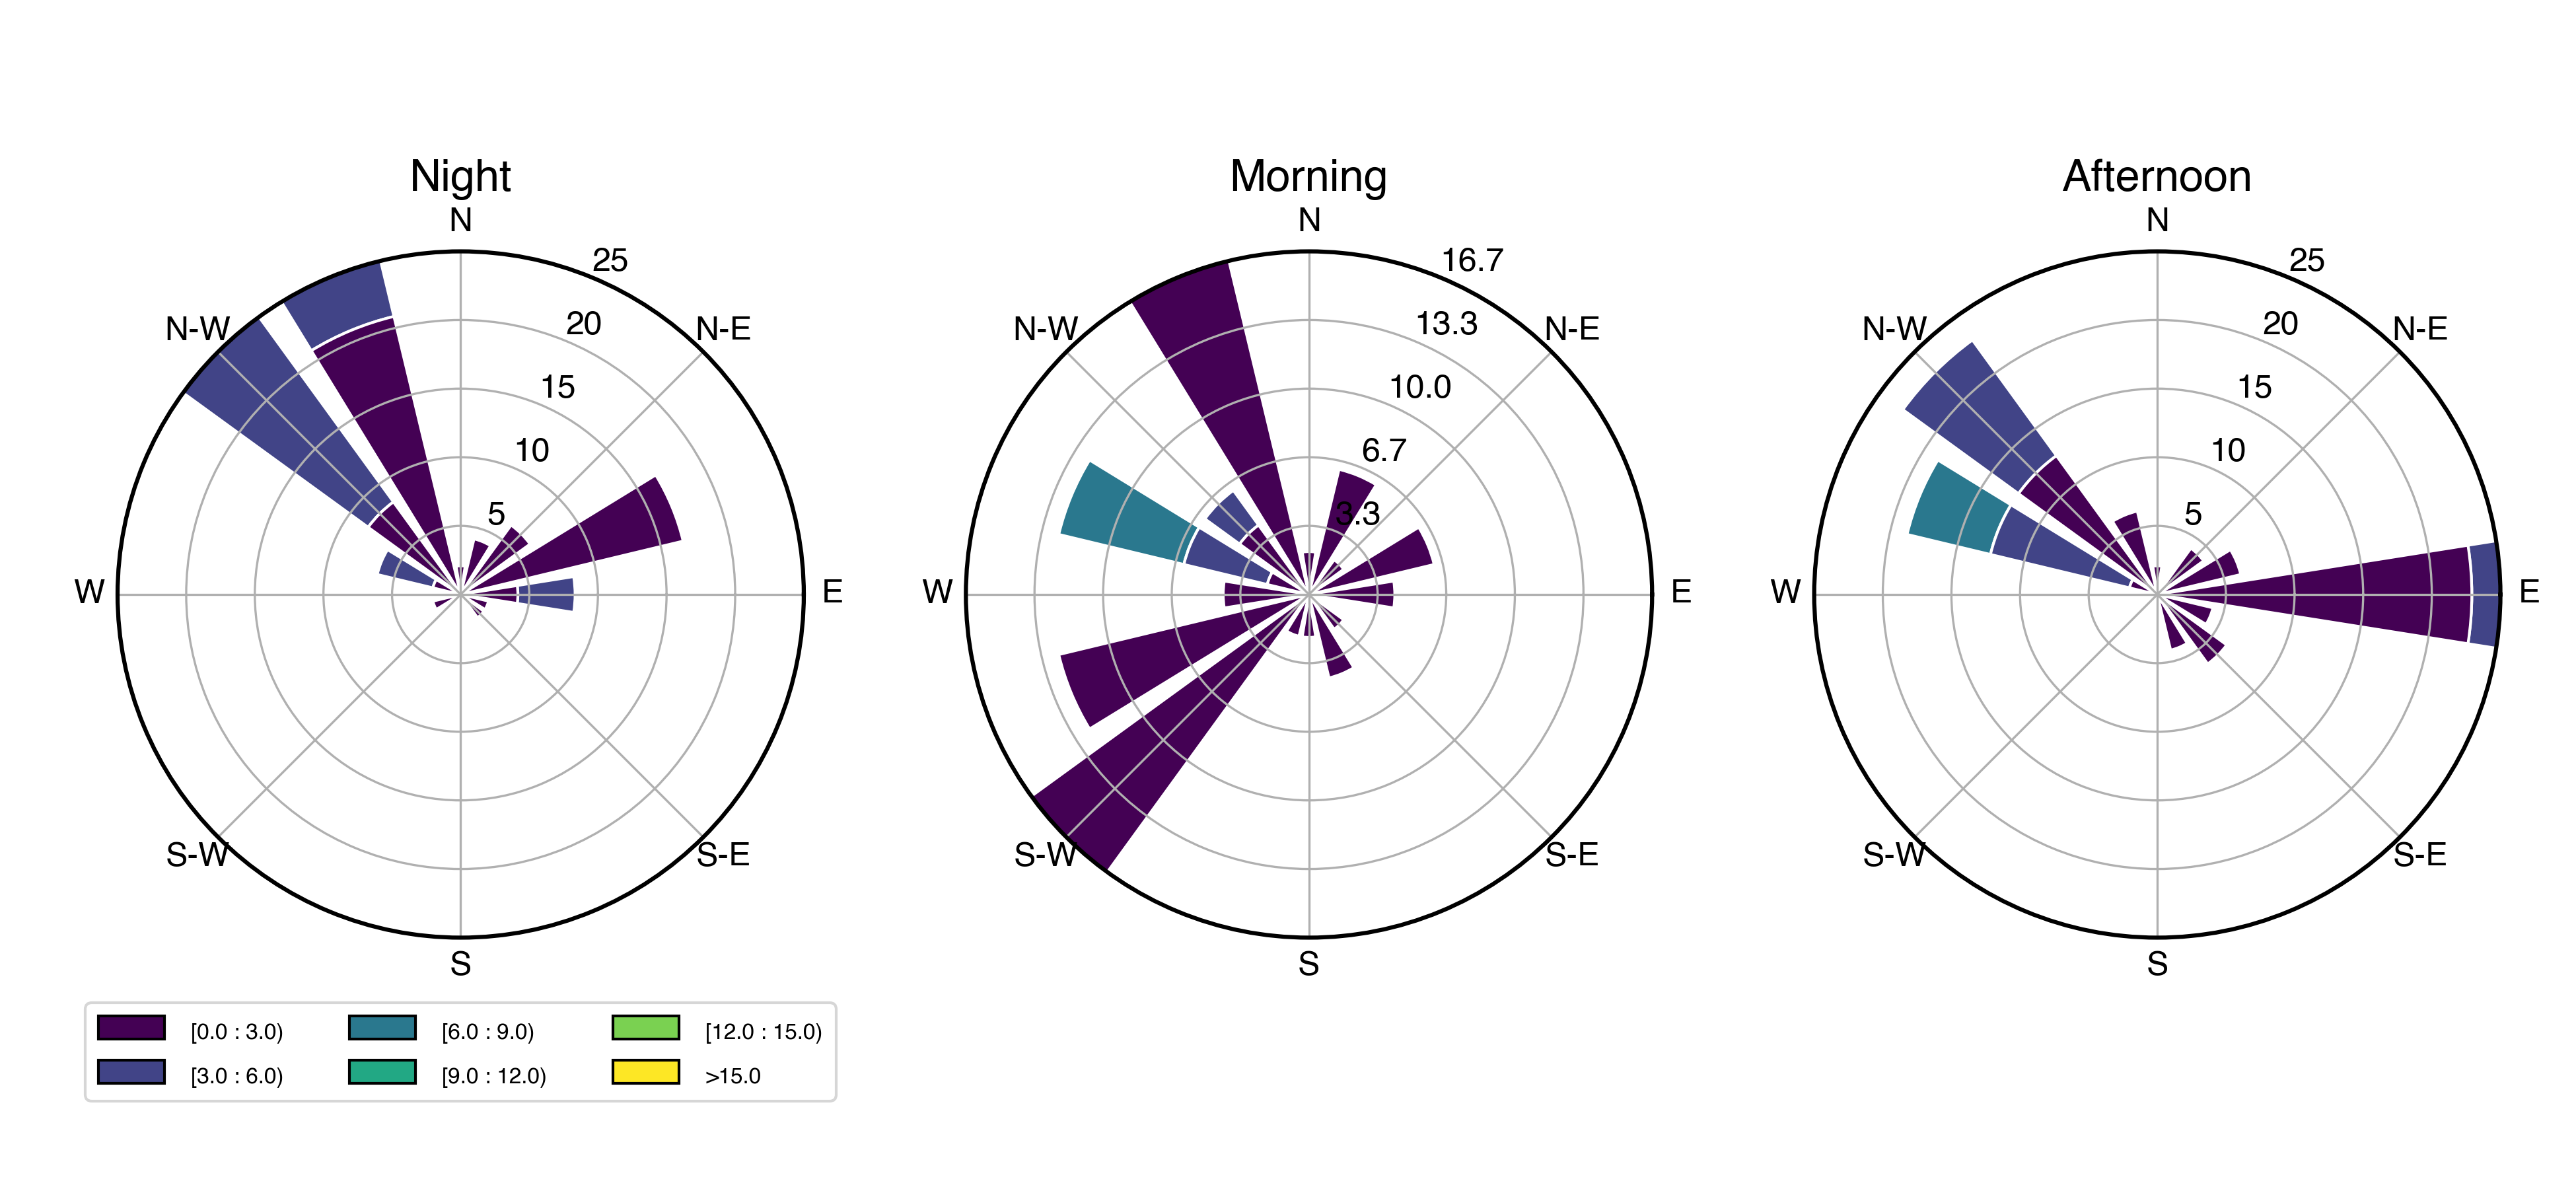 Night
N
25
20
15
10
5
N-W
N-E
W
E
S-W
S-E
S
Morning
N
16.7
13.3
10.0
6.7
3.3
N-W
N-E
W
E
S-W
S-E
S
Afternoon
N
25
20
15
10
5
N-W
N-E
W
E
S-W
S-E
S
[0.0 : 3.0)
[3.0 : 6.0)
[6.0 : 9.0)
[9.0 : 12.0)
[12.0 : 15.0)
>15.0